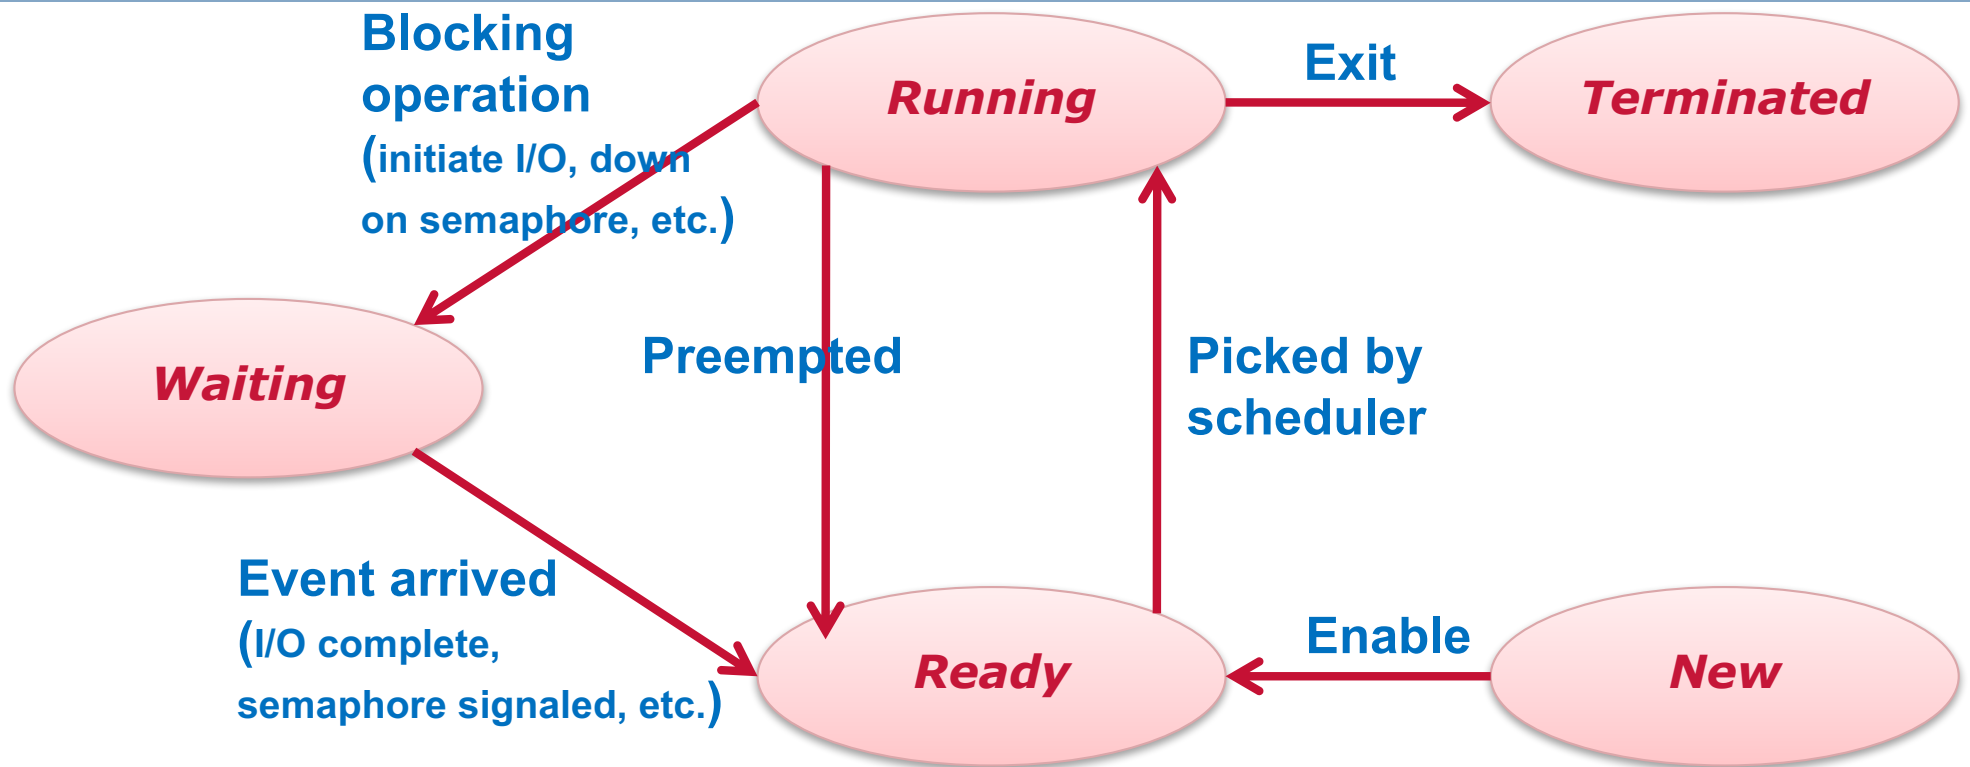 Blocking
operation
(initiate I/O, down
on semaphore, etc.)
Running
Exit
Terminated
Waiting
Preempted
Picked by
scheduler
Event arrived
(I/O complete,
semaphore signaled, etc.)
Ready
Enable
New